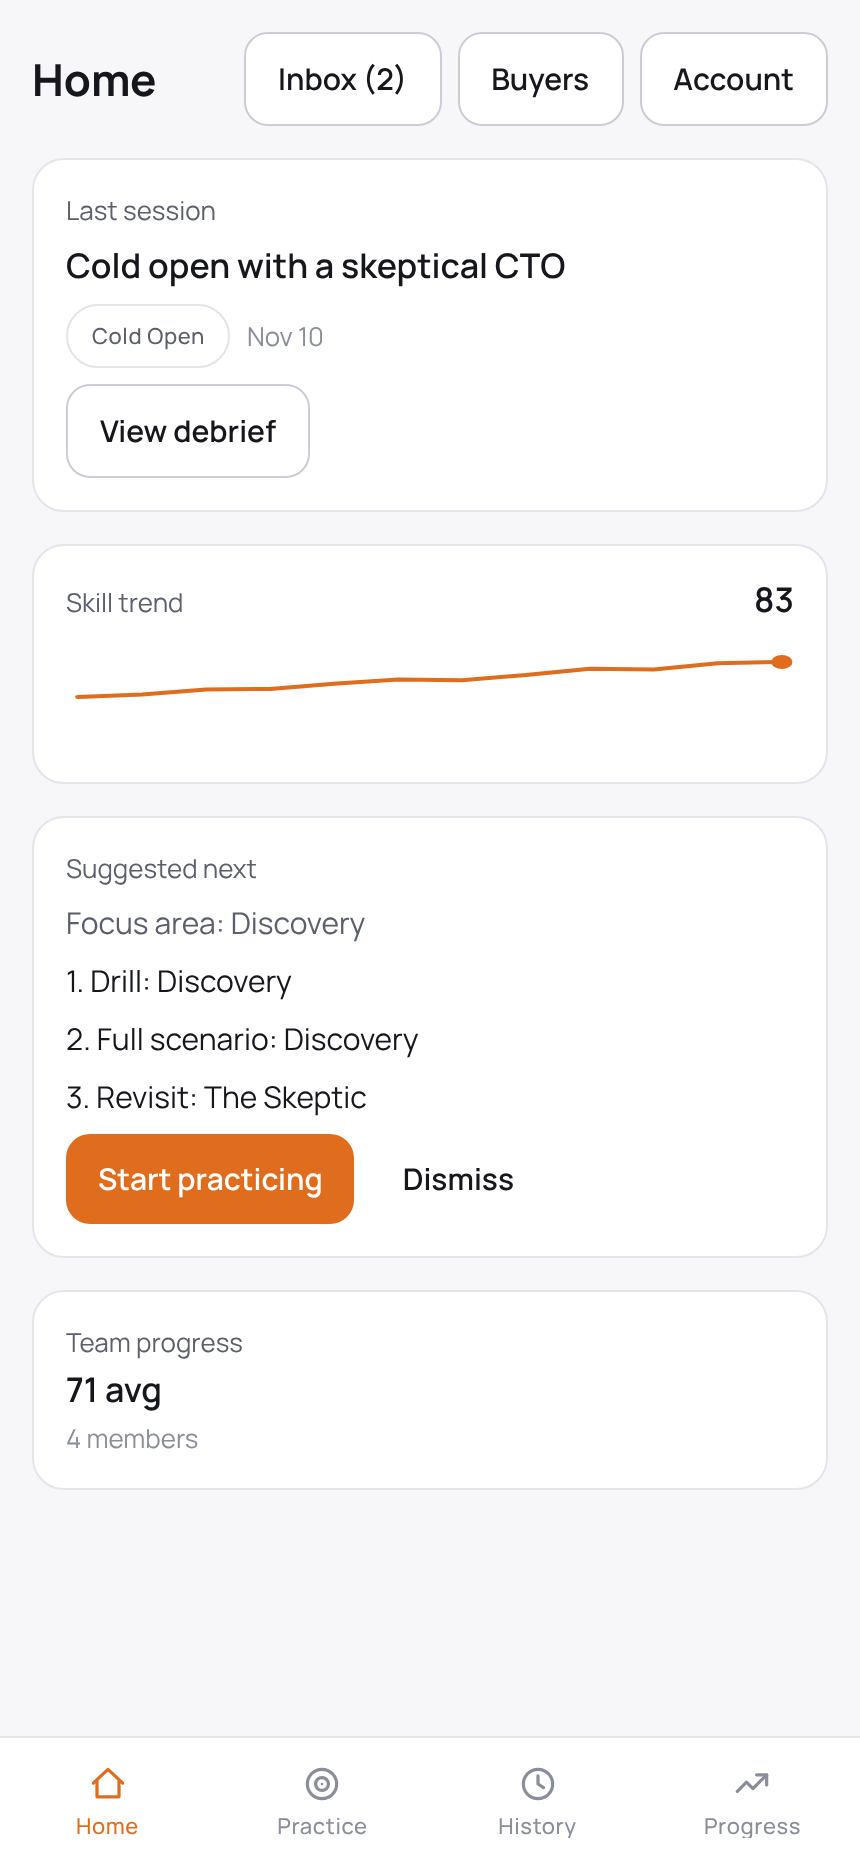 Home
Inbox (2)
Buyers
Account
Last session
Cold open with a skeptical CTO
Cold Open
Nov 10
View debrief
Skill trend
83
Suggested next
Focus area: Discovery
1. Drill: Discovery
2. Full scenario: Discovery
3. Revisit: The Skeptic
Start practicing
Dismiss
Team progress
71 avg
4 members
Home
Practice
History
Progress